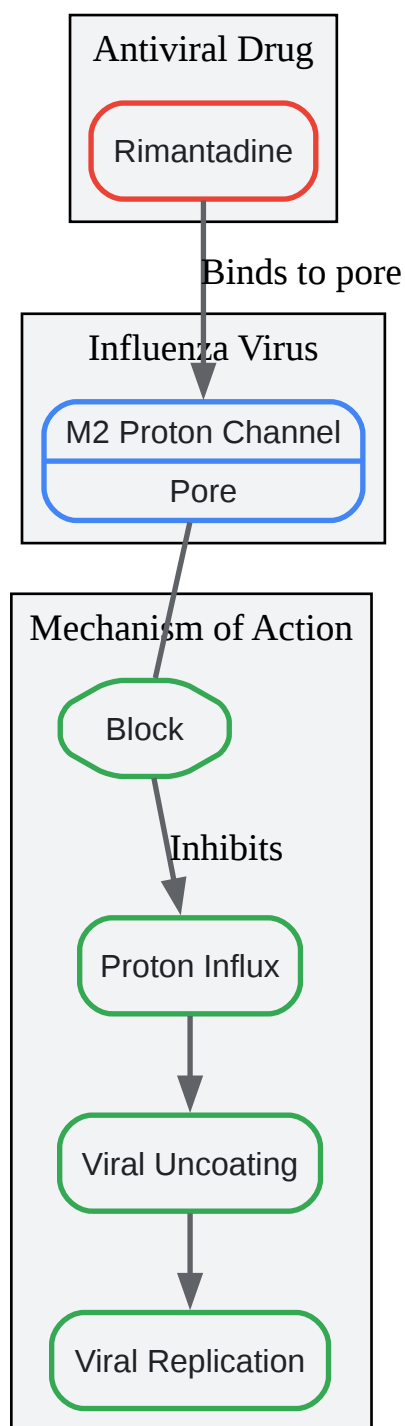 Antiviral Drug
Rimantadine
Binds to pore
Influenza Virus
M2 Proton Channel
Pore
Mechanism of Action
Block
Inhibits
Proton Influx
Viral Uncoating
Viral Replication